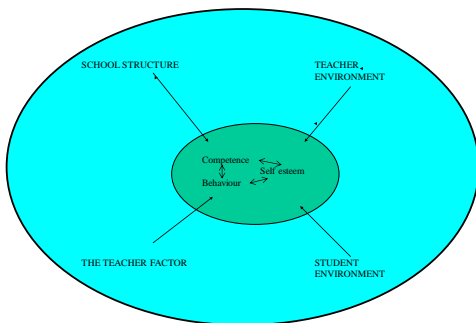 SCHOOL STRUCTURE
TEACHER
ENVIRONMENT
Competence
Self esteem
Behaviour
THE TEACHER FACTOR
STUDENT
ENVIRONMENT